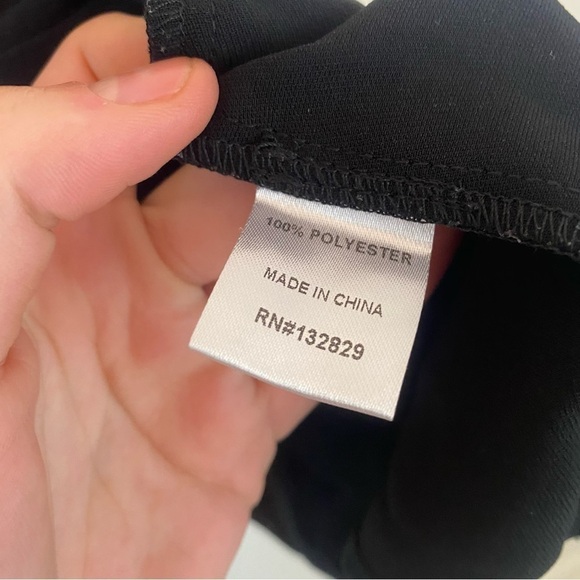 100% POLYESTER
MADE IN CHINA
RN#132829